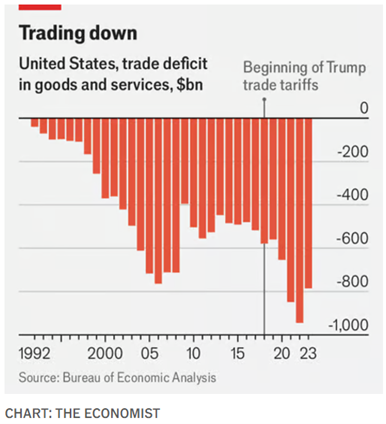 Trading down
United States, trade deficit
in goods and services, $bn
Beginning of Trump
trade tariffs
0
-200
-400
-600
-800
-1,000
1992 2000 05 10 15 20 23
Source: Bureau of Economic Analysis
CHART: THE ECONOMIST